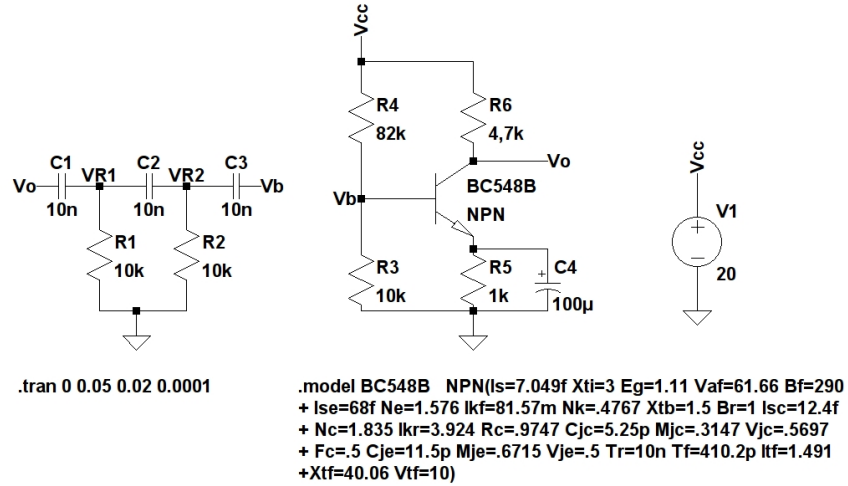 Vcc
R4
82k
R6
4,7k
Vo
BC548B
NPN
Vb
R3
10k
R5
1k
C4
+
100µ
C1
VR1
C2
VR2
C3
Vo
Vb
10n
10n
10n
R1
10k
R2
10k
Vcc
V1
+
−
20
.tran 0 0.05 0.02 0.0001
.model BC548B NPN(Is=7.049f Xti=3 Eg=1.11 Vaf=61.66 Bf=290
+ Ise=68f Ne=1.576 Ikf=81.57m Nk=.4767 Xtb=1.5 Br=1 Isc=12.4f
+ Nc=1.835 Ikr=3.924 Rc=.9747 Cjc=5.25p Mjc=.3147 Vjc=.5697
+ Fc=.5 Cje=11.5p Mje=.6715 Vje=.5 Tr=10n Tf=410.2p Itf=1.491
+Xtf=40.06 Vtf=10)